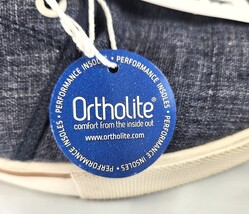 • PERFORMANCE INSOLES • PERFORMANCE INSOLES • PERFORMANCE INSOLES
Ortholite®
comfort from the inside out
www.ortholite.com